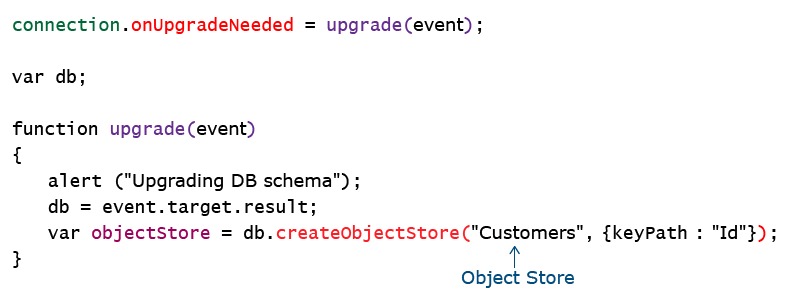 connection.onUpgradeNeeded = upgrade(event);
var db;
function upgrade(event)
{
alert ("Upgrading DB schema");
db = event.target.result;
var objectStore = db.createObjectStore("Customers", {keyPath : "Id"});
}
Object Store